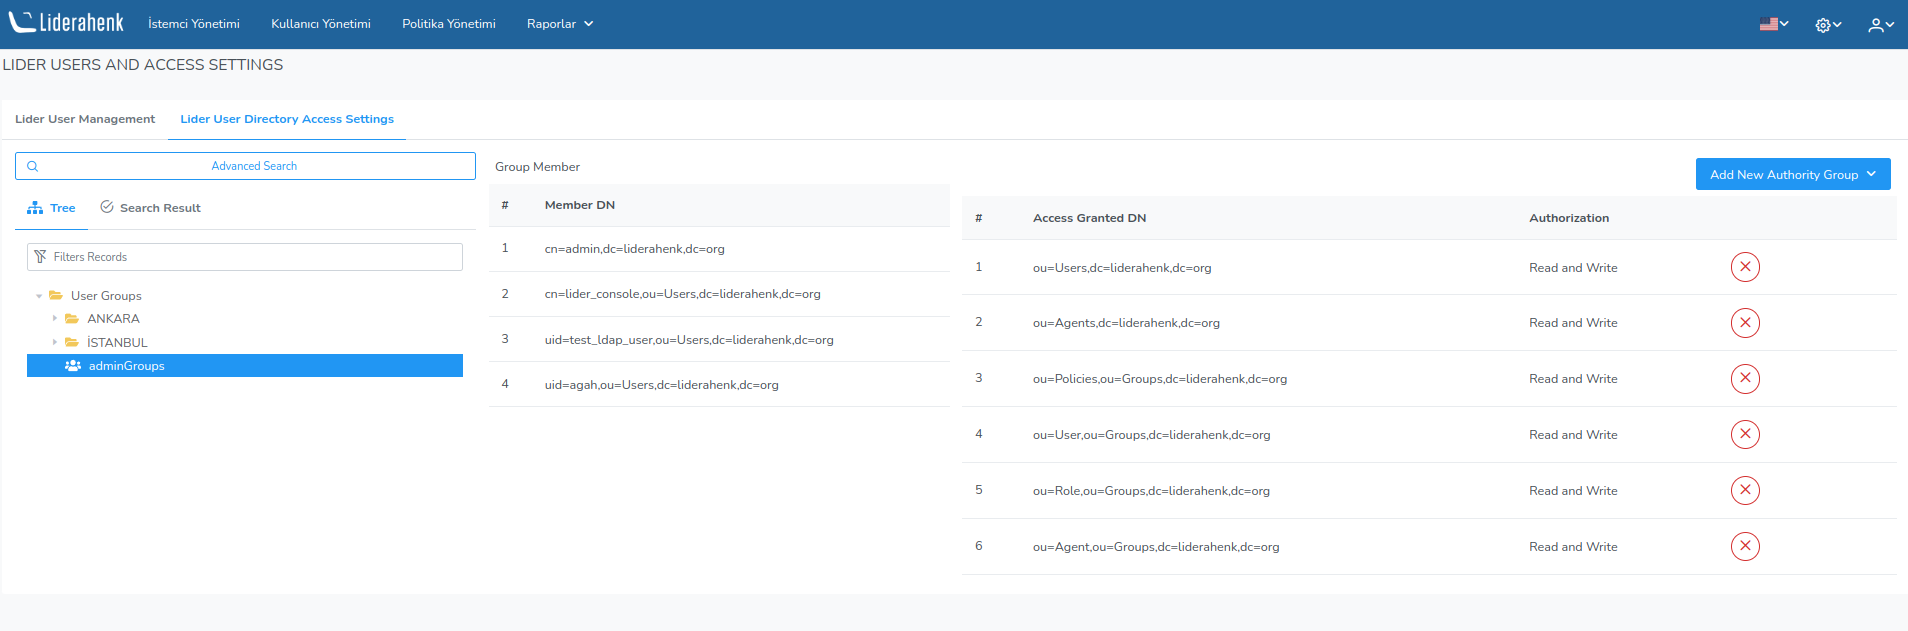 Liderahenk İstemci Yönetimi Kullanıcı Yönetimi Politika Yönetimi Raporlar
LIDER USERS AND ACCESS SETTINGS
Lider User Management Lider User Directory Access Settings
Advanced Search
Tree Search Result
Filters Records
User Groups
ANKARA
İSTANBUL
adminGroups
Group Member
# Member DN
1 cn=admin,dc=liderahenk,dc=org
2 cn=lider_console,ou=Users,dc=liderahenk,dc=org
3 uid=test_ldap_user,ou=Users,dc=liderahenk,dc=org
4 uid=agah,ou=Users,dc=liderahenk,dc=org
Add New Authority Group
# Access Granted DN Authorization
1 ou=Users,dc=liderahenk,dc=org Read and Write
2 ou=Agents,dc=liderahenk,dc=org Read and Write
3 ou=Policies,ou=Groups,dc=liderahenk,dc=org Read and Write
4 ou=User,ou=Groups,dc=liderahenk,dc=org Read and Write
5 ou=Role,ou=Groups,dc=liderahenk,dc=org Read and Write
6 ou=Agent,ou=Groups,dc=liderahenk,dc=org Read and Write